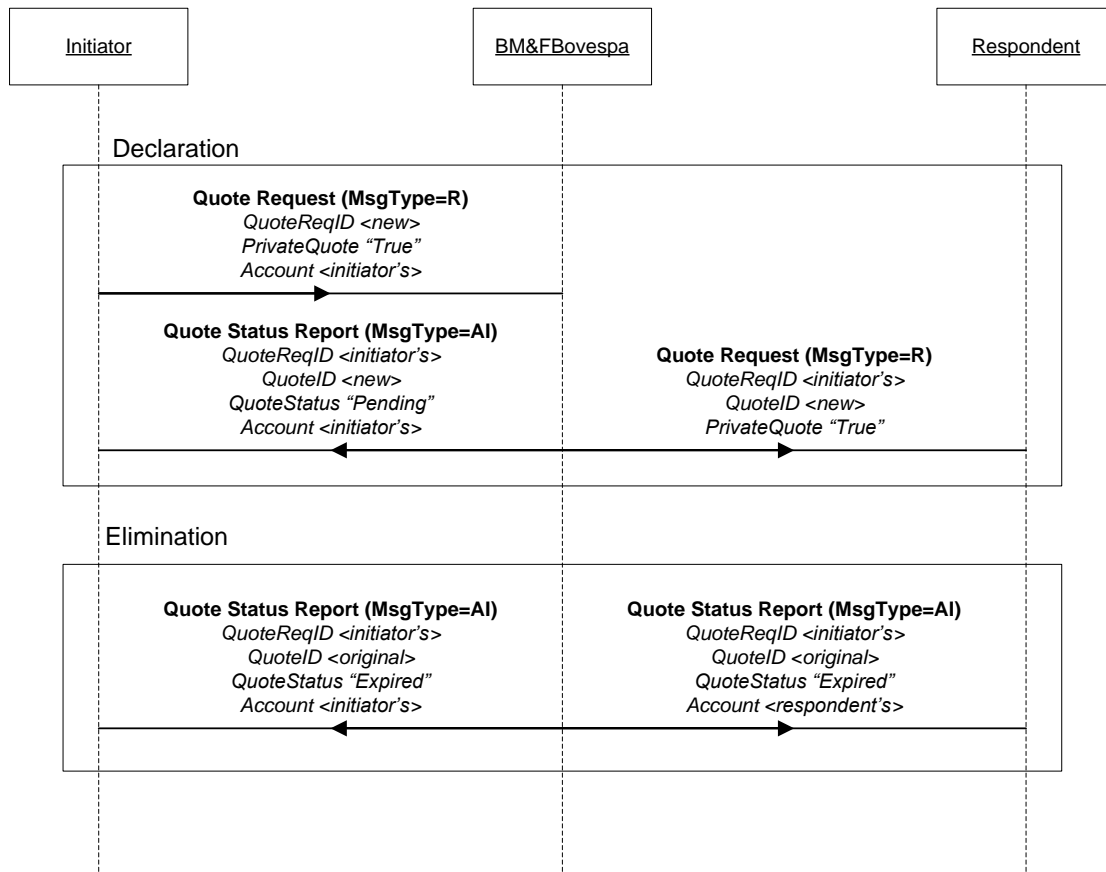 Initiator
BM&FBovespa
Respondent
Declaration
Quote Request (MsgType=R)
QuoteReqID <new>
PrivateQuote “True”
Account <initiator’s>
Quote Status Report (MsgType=AI)
QuoteReqID <initiator’s>
QuoteID <new>
QuoteStatus “Pending”
Account <initiator’s>
Quote Request (MsgType=R)
QuoteReqID <initiator’s>
QuoteID <new>
PrivateQuote “True”
Elimination
Quote Status Report (MsgType=AI)
QuoteReqID <initiator’s>
QuoteID <original>
QuoteStatus “Expired”
Account <initiator’s>
Quote Status Report (MsgType=AI)
QuoteReqID <initiator’s>
QuoteID <original>
QuoteStatus “Expired”
Account <respondent’s>